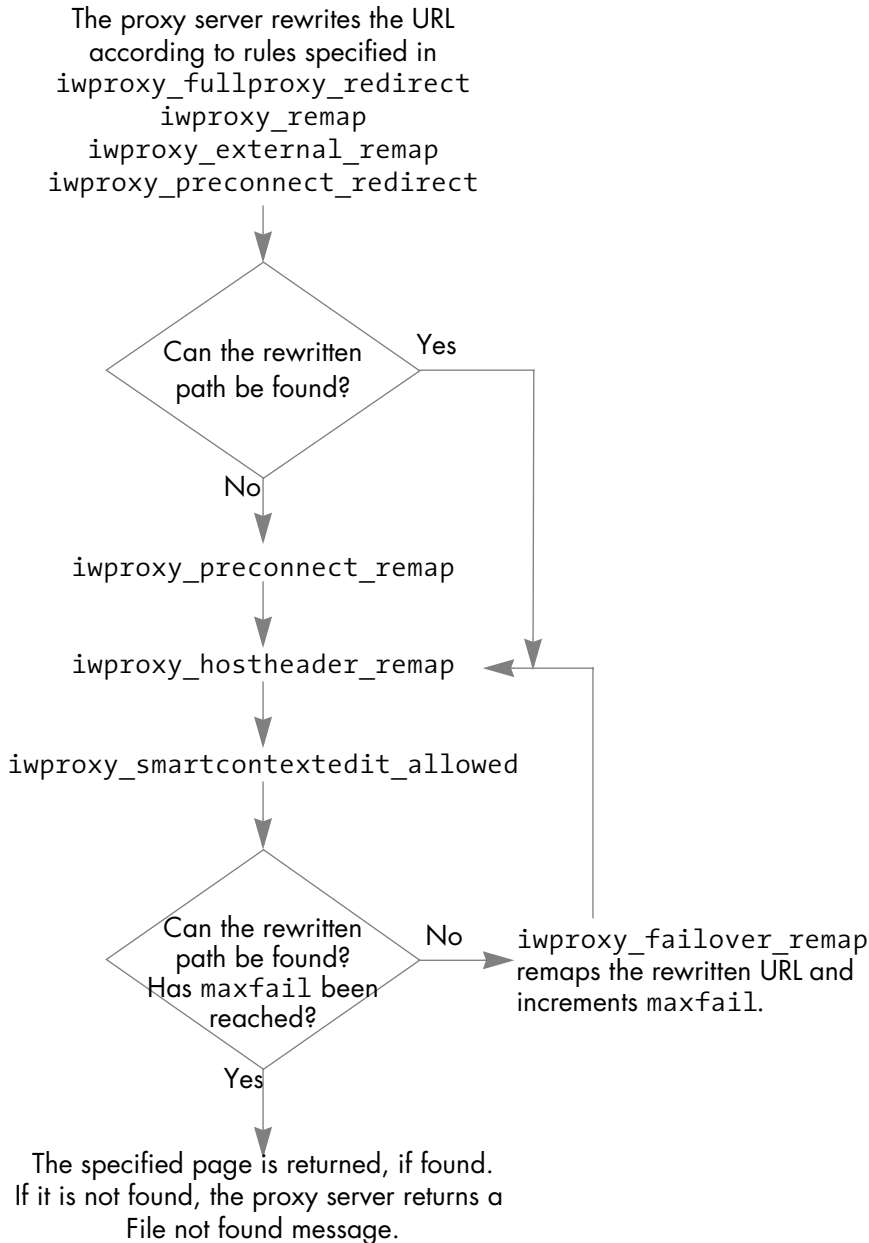 The proxy server rewrites the URL
according to rules specified in
iwproxy_fullproxy_redirect
iwproxy_remap
iwproxy_external_remap
iwproxy_preconnect_redirect
Can the rewritten
path be found?
Yes
No
iwproxy_preconnect_remap
iwproxy_hostheader_remap
iwproxy_smartcontextedit_allowed
Can the rewritten
path be found?
Has maxfail been
reached?
No
iwproxy_failover_remap
remaps the rewritten URL and
increments maxfail.
Yes
The specified page is returned, if found.
If it is not found, the proxy server returns a
File not found message.